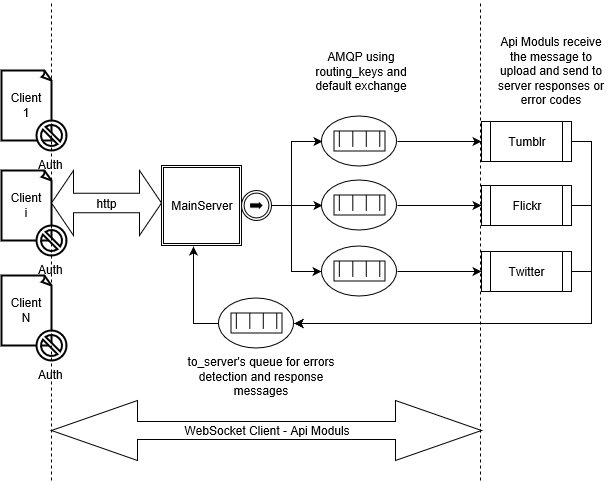 AMQP using
routing_keys and
default exchange
Api Moduls receive
the message to
upload and send to
server responses or
error codes
Client
1
Auth
Client
i
Auth
Client
N
Auth
http
MainServer
Tumblr
Flickr
Twitter
to_server's queue for errors
detection and response
messages
WebSocket Client - Api Moduls